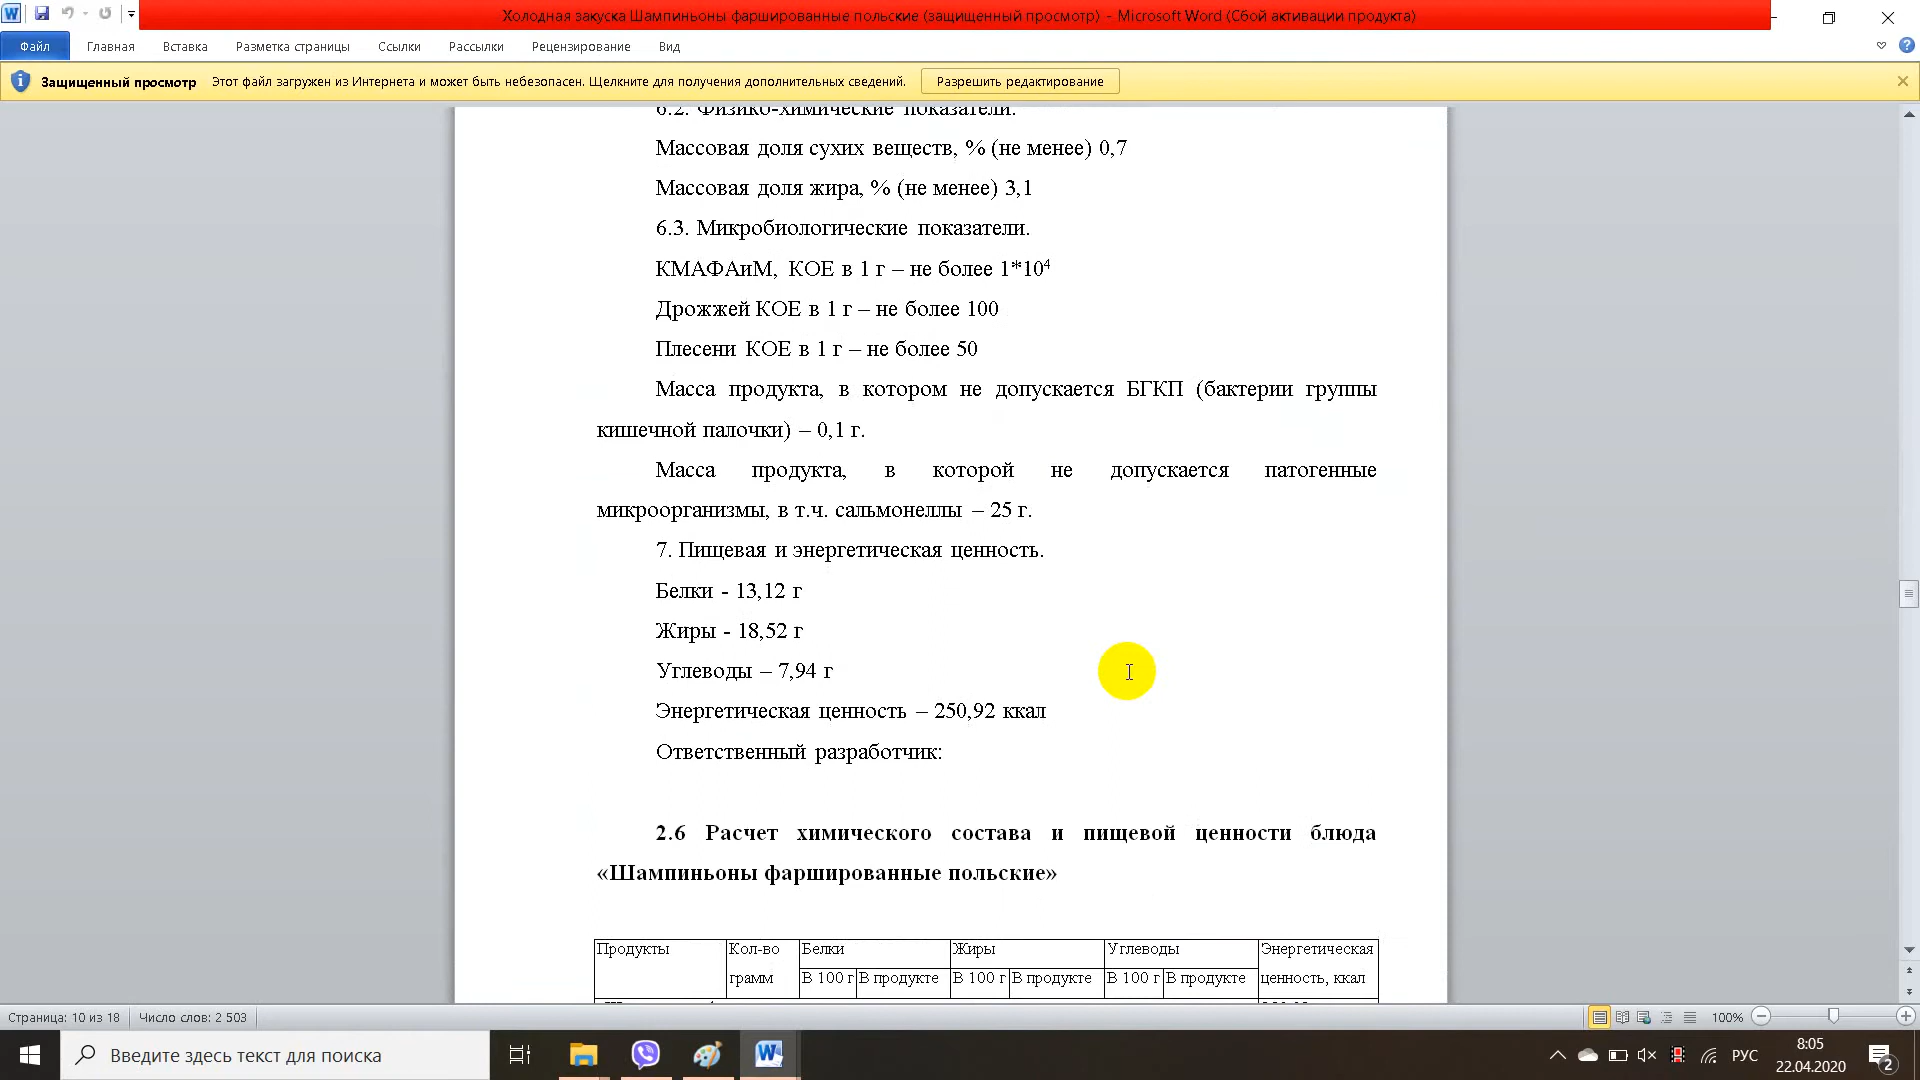 Холодная закуска Шампиньоны фаршированные польские (защищенный просмотр) - Microsoft Word (Сбой активации продукта)
Файл Главная Вставка Разметка страницы Ссылки Рассылки Рецензирование Вид
Защищенный просмотр Этот файл загружен из Интернета и может быть небезопасен. Щелкните для получения дополнительных сведений. Разрешить редактирование
6.2. Физико-химические показатели.
Массовая доля сухих веществ, % (не менее) 0,7
Массовая доля жира, % (не менее) 3,1
6.3. Микробиологические показатели.
КМАФАиМ, КОЕ в 1 г – не более 1*10⁴
Дрожжей КОЕ в 1 г – не более 100
Плесени КОЕ в 1 г – не более 50
Масса продукта, в котором не допускается БГКП (бактерии группы
кишечной палочки) – 0,1 г.
Масса продукта, в которой не допускается патогенные
микроорганизмы, в т.ч. сальмонеллы – 25 г.
7. Пищевая и энергетическая ценность.
Белки - 13,12 г
Жиры - 18,52 г
Углеводы – 7,94 г
Энергетическая ценность – 250,92 ккал
Ответственный разработчик:
2.6 Расчет химического состава и пищевой ценности блюда
«Шампиньоны фаршированные польские»
Продукты Кол-во Белки Жиры Углеводы Энергетическая
грамм В 100 г В продукте В 100 г В продукте В 100 г В продукте ценность, ккал
Страница: 10 из 18 Число слов: 2 503 100%
Введите здесь текст для поиска РУС 8:05
22.04.2020 2